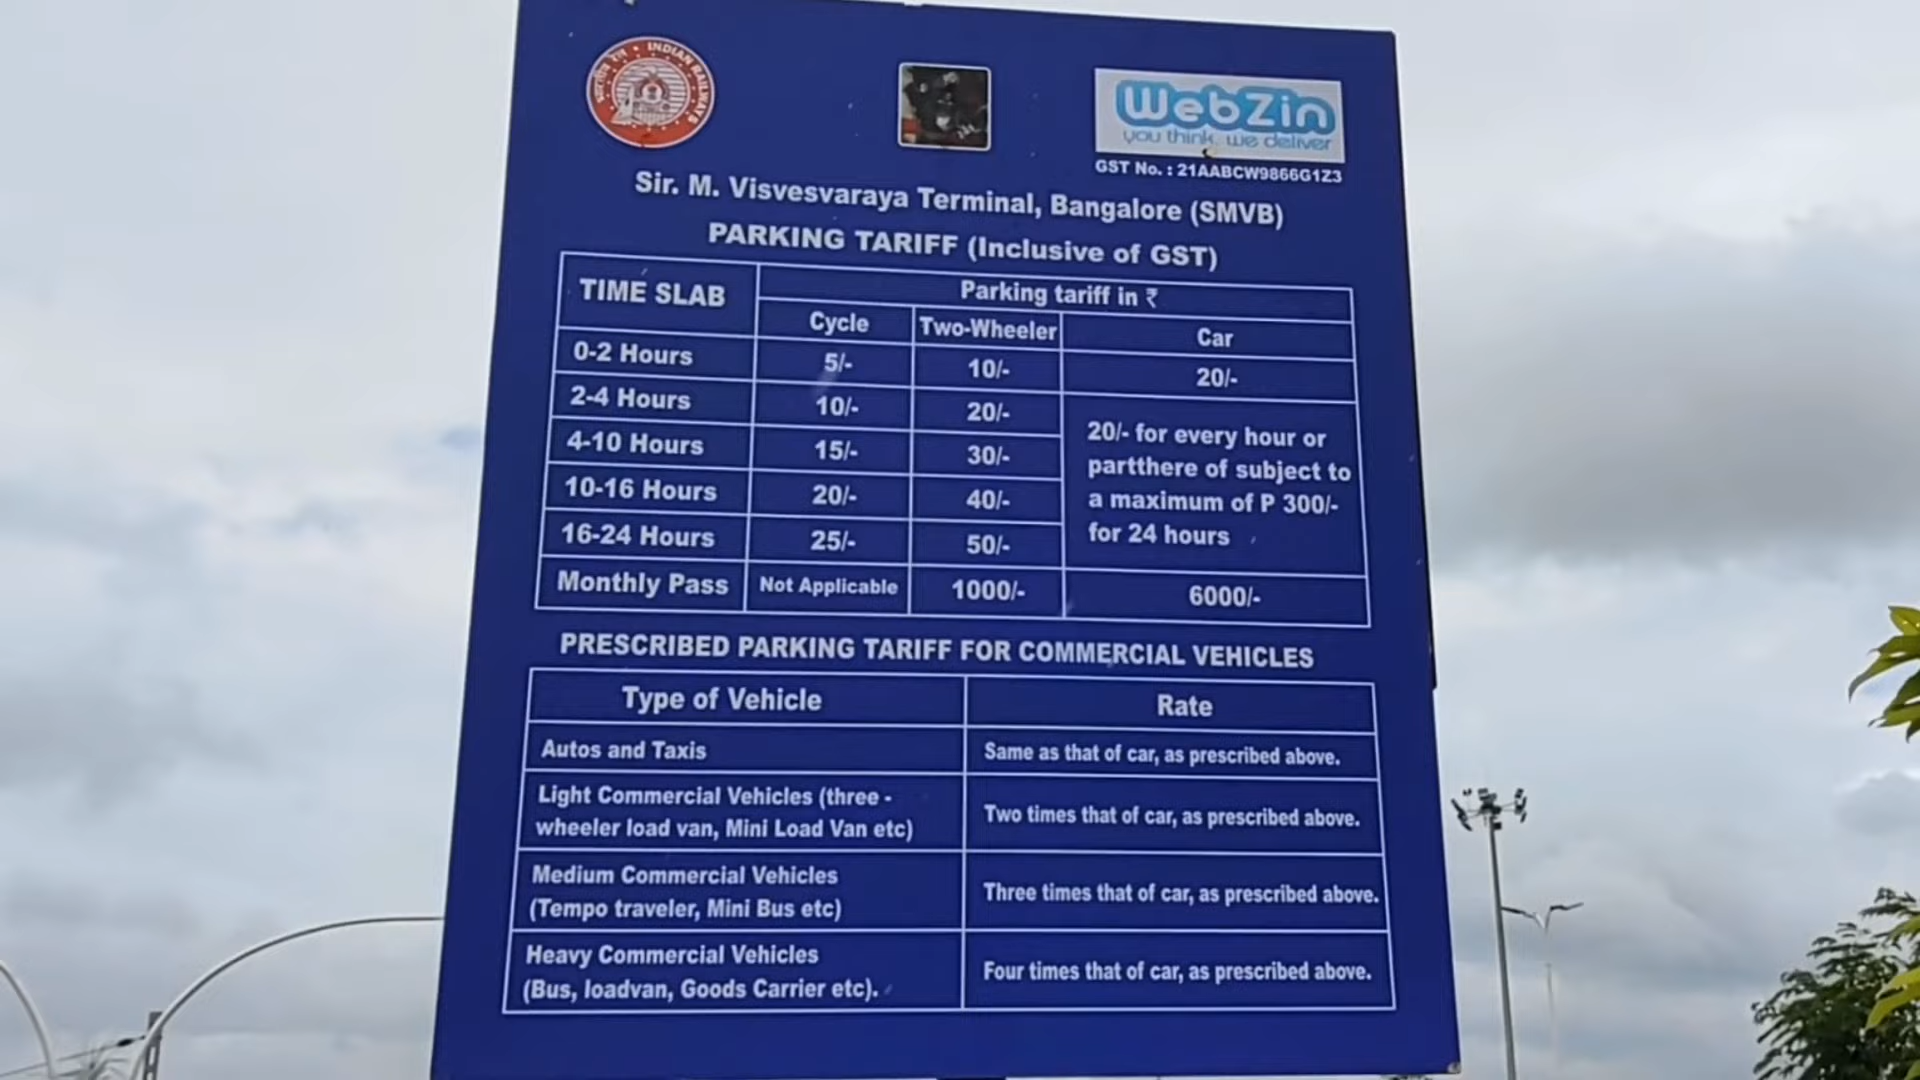 भारतीय रेल • INDIAN RAILWAYS
WebZin
you think, we deliver
GST No. : 21AABCW9866G1Z3
Sir. M. Visvesvaraya Terminal, Bangalore (SMVB)
PARKING TARIFF (Inclusive of GST)
TIME SLAB
Parking tariff in ₹
Cycle Two-Wheeler Car
0-2 Hours 5/- 10/- 20/-
2-4 Hours 10/- 20/-
4-10 Hours 15/- 30/-
10-16 Hours 20/- 40/-
16-24 Hours 25/- 50/-
20/- for every hour or
partthere of subject to
a maximum of P 300/-
for 24 hours
Monthly Pass Not Applicable 1000/- 6000/-
PRESCRIBED PARKING TARIFF FOR COMMERCIAL VEHICLES
Type of Vehicle Rate
Autos and Taxis Same as that of car, as prescribed above.
Light Commercial Vehicles (three -
wheeler load van, Mini Load Van etc)
Two times that of car, as prescribed above.
Medium Commercial Vehicles
(Tempo traveler, Mini Bus etc)
Three times that of car, as prescribed above.
Heavy Commercial Vehicles
(Bus, loadvan, Goods Carrier etc).
Four times that of car, as prescribed above.